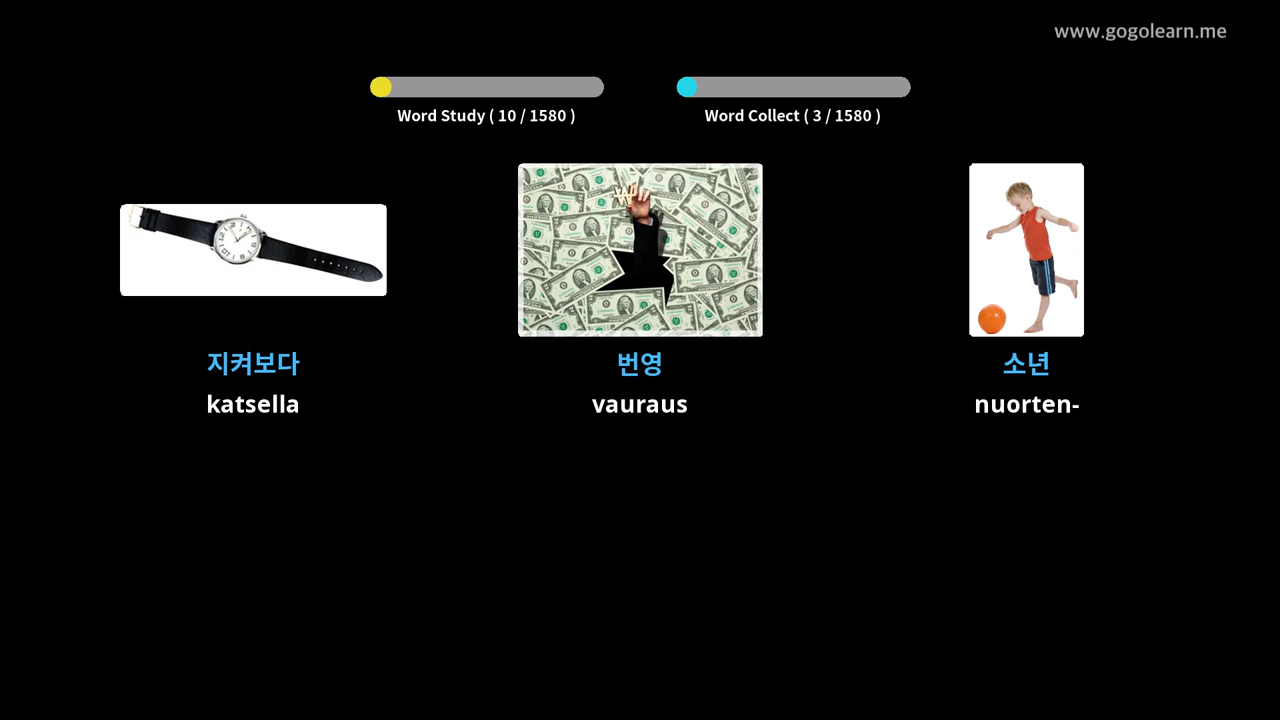 www.gogolearn.me
Word Study ( 10 / 1580 )
Word Collect ( 3 / 1580 )
지켜보다
번영
소년
katsella
vauraus
nuorten-